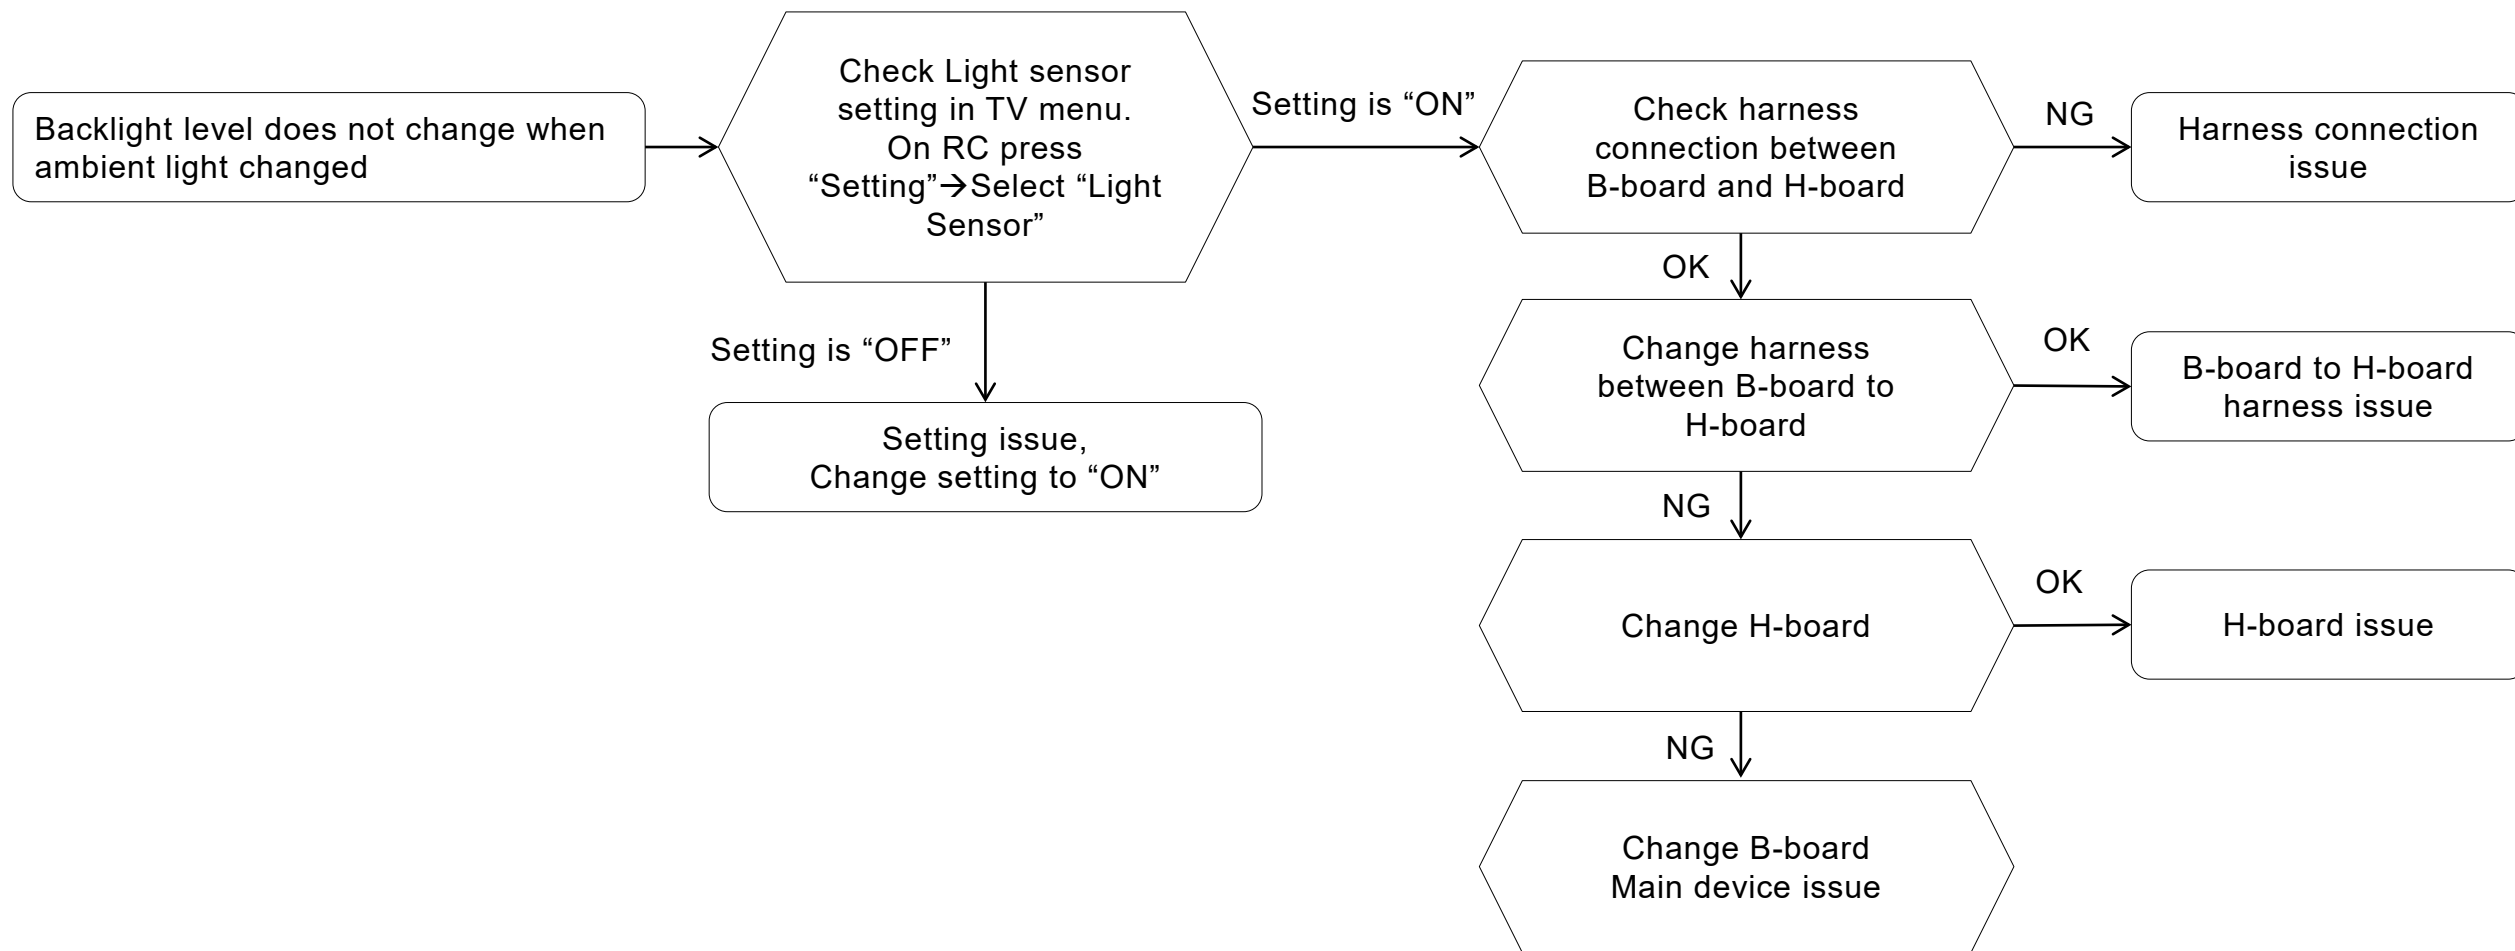 Backlight level does not change when
ambient light changed
Check Light sensor
setting in TV menu.
On RC press
“Setting”→Select “Light
Sensor”
Setting is “ON”
Check harness
connection between
B-board and H-board
NG
Harness connection
issue
OK
Setting is “OFF”
Setting issue,
Change setting to “ON”
Change harness
between B-board to
H-board
OK
B-board to H-board
harness issue
NG
Change H-board
OK
H-board issue
NG
Change B-board
Main device issue